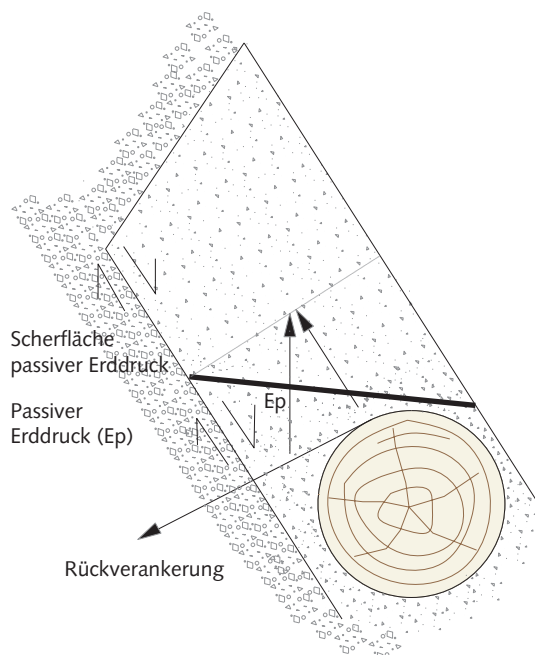 Scherfläche
passiver Erddruck
Passiver
Erddruck (Ep)
Ep
Rückverankerung